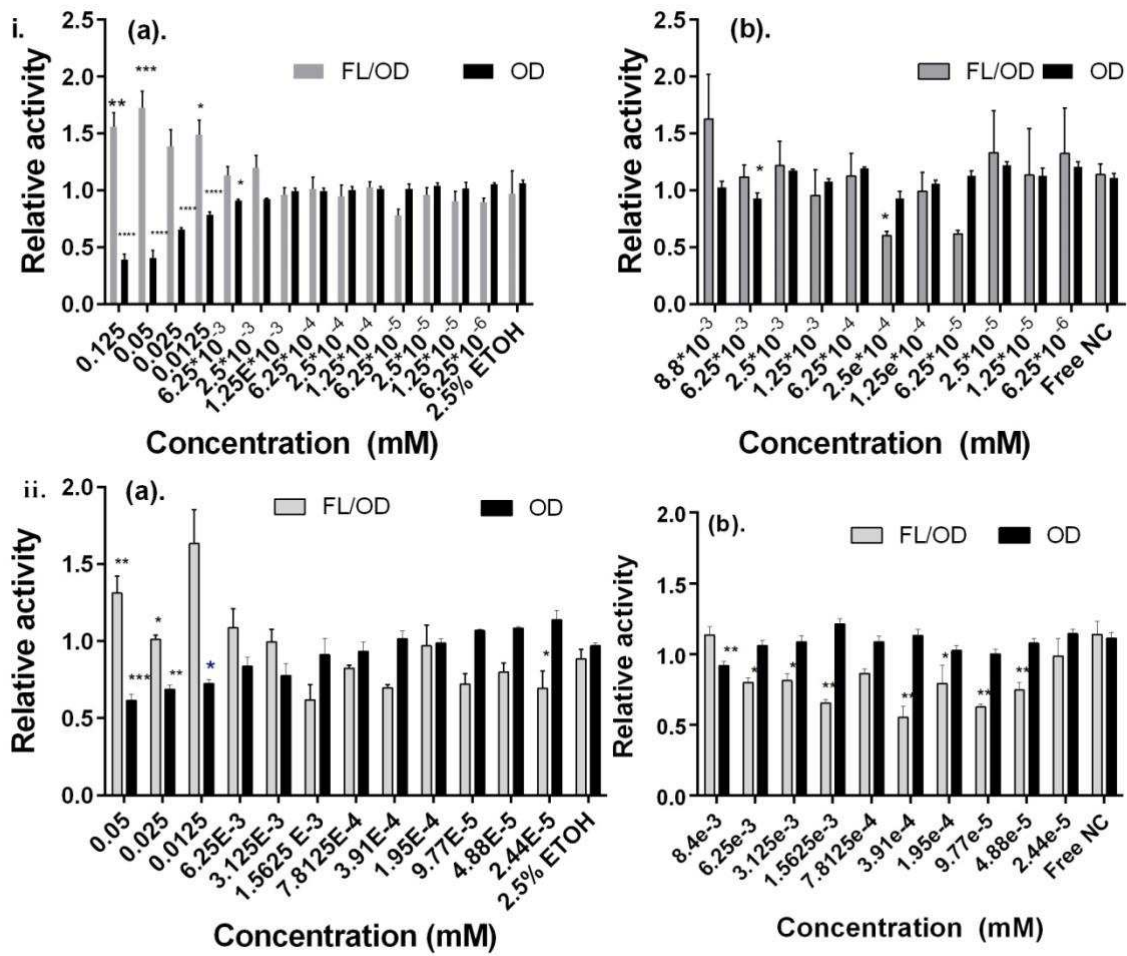 i.
(a).
FL/OD
OD
Relative activity
2.5
2.0
1.5
1.0
0.5
0.0
**
***
*
****
****
****
****
*
0.125
0.05
0.025
0.0125
6.25*10⁻³
2.5*10⁻³
1.25E*10⁻³
6.25*10⁻⁴
2.5*10⁻⁴
1.25*10⁻⁴
6.25*10⁻⁵
2.5*10⁻⁵
1.25*10⁻⁵
6.25*10⁻⁶
2.5% ETOH
Concentration (mM)
(b).
FL/OD
OD
Relative activity
2.5
2.0
1.5
1.0
0.5
0.0
*
*
8.8*10⁻³
6.25*10⁻³
2.5*10⁻³
1.25*10⁻³
6.25*10⁻⁴
2.5e*10⁻⁴
1.25e*10⁻⁴
6.25*10⁻⁵
2.5*10⁻⁵
1.25*10⁻⁵
6.25*10⁻⁶
Free NC
Concentration (mM)
ii.
(a).
FL/OD
OD
Relative activity
2.0
1.5
1.0
0.5
0.0
**
***
*
**
*
*
0.05
0.025
0.0125
6.25E-3
3.125E-3
1.5625 E-3
7.8125E-4
3.91E-4
1.95E-4
9.77E-5
4.88E-5
2.44E-5
2.5% ETOH
Concentration (mM)
(b).
FL/OD
OD
Relative activity
2.0
1.5
1.0
0.5
0.0
**
*
*
**
**
*
**
**
8.4e-3
6.25e-3
3.125e-3
1.5625e-3
7.8125e-4
3.91e-4
1.95e-4
9.77e-5
4.88e-5
2.44e-5
Free NC
Concentration (mM)